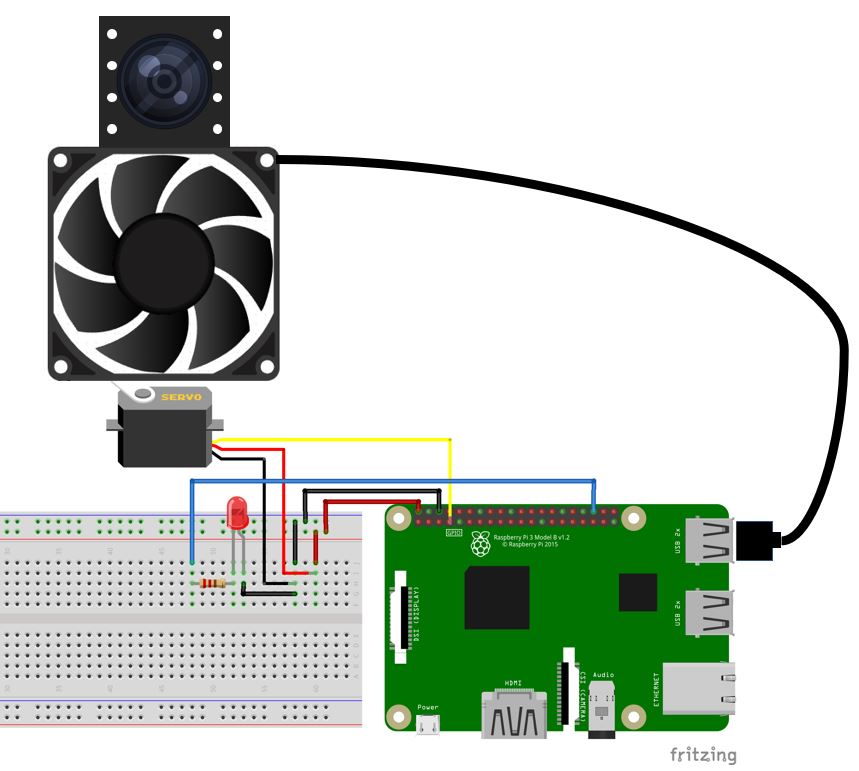 SERVO
GPIO
Raspberry Pi 3 Model B v1.2
© Raspberry Pi 2015
USB 2x
USB 2x
DSI (DISPLAY)
HDMI
CSI (CAMERA)
Audio
ETHERNET
Power
fritzing